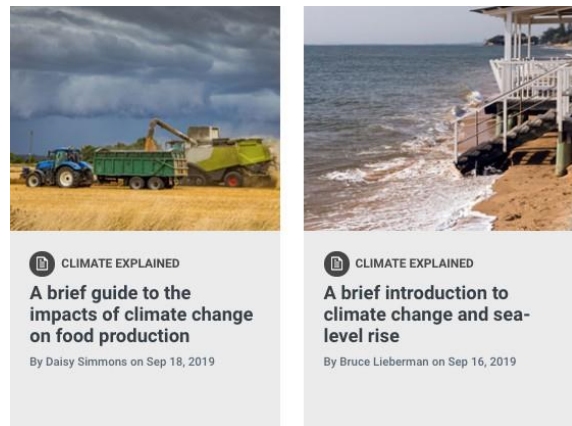 CLIMATE EXPLAINED
A brief guide to the
impacts of climate change
on food production
By Daisy Simmons on Sep 18, 2019
CLIMATE EXPLAINED
A brief introduction to
climate change and sea-
level rise
By Bruce Lieberman on Sep 16, 2019